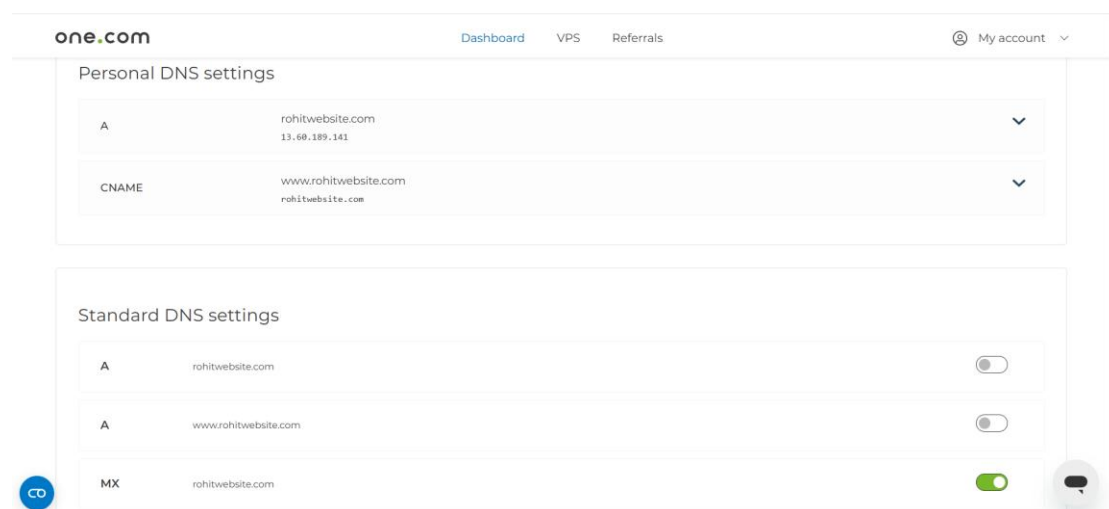 one.com
Dashboard VPS Referrals My account
Personal DNS settings
A rohitwebsite.com
13.60.189.141
CNAME www.rohitwebsite.com
rohitwebsite.com
Standard DNS settings
A rohitwebsite.com
A www.rohitwebsite.com
MX rohitwebsite.com